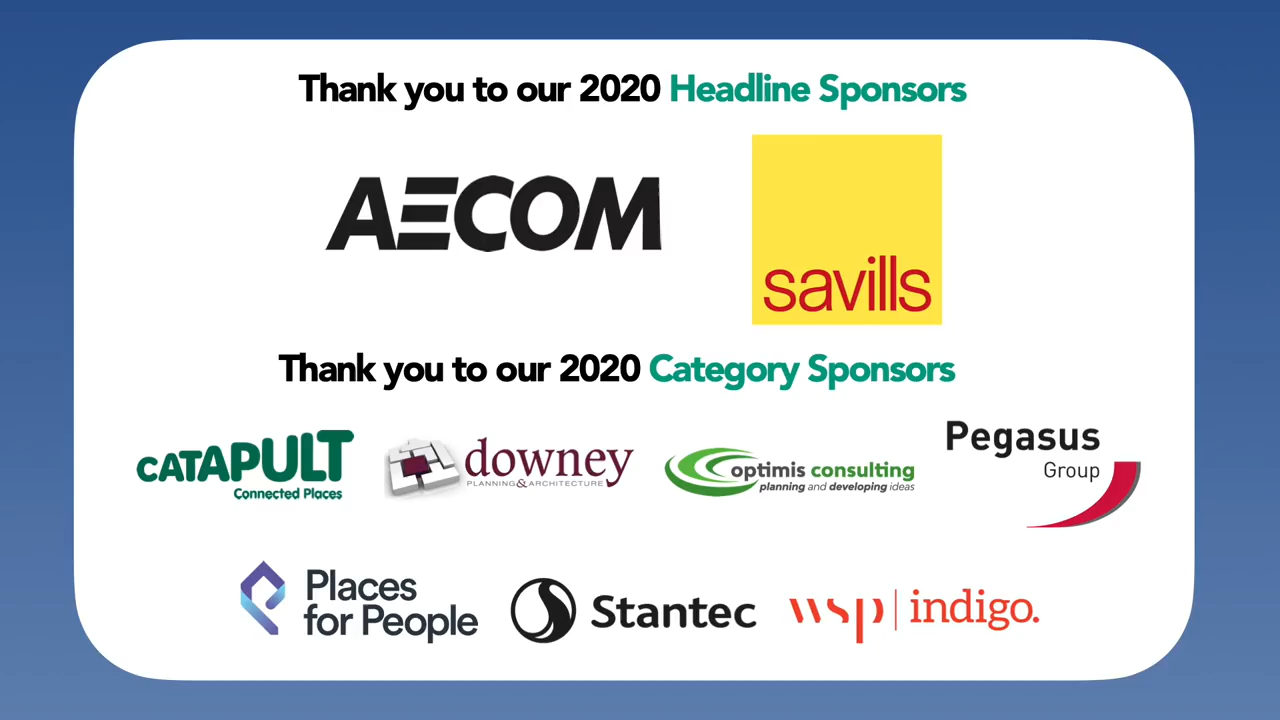 Thank you to our 2020 Headline Sponsors
AECOM
savills
Thank you to our 2020 Category Sponsors
CATAPULT
Connected Places
downey
PLANNING & ARCHITECTURE
optimis consulting
planning and developing ideas
Pegasus
Group
Places
for People
Stantec
wsp | indigo.